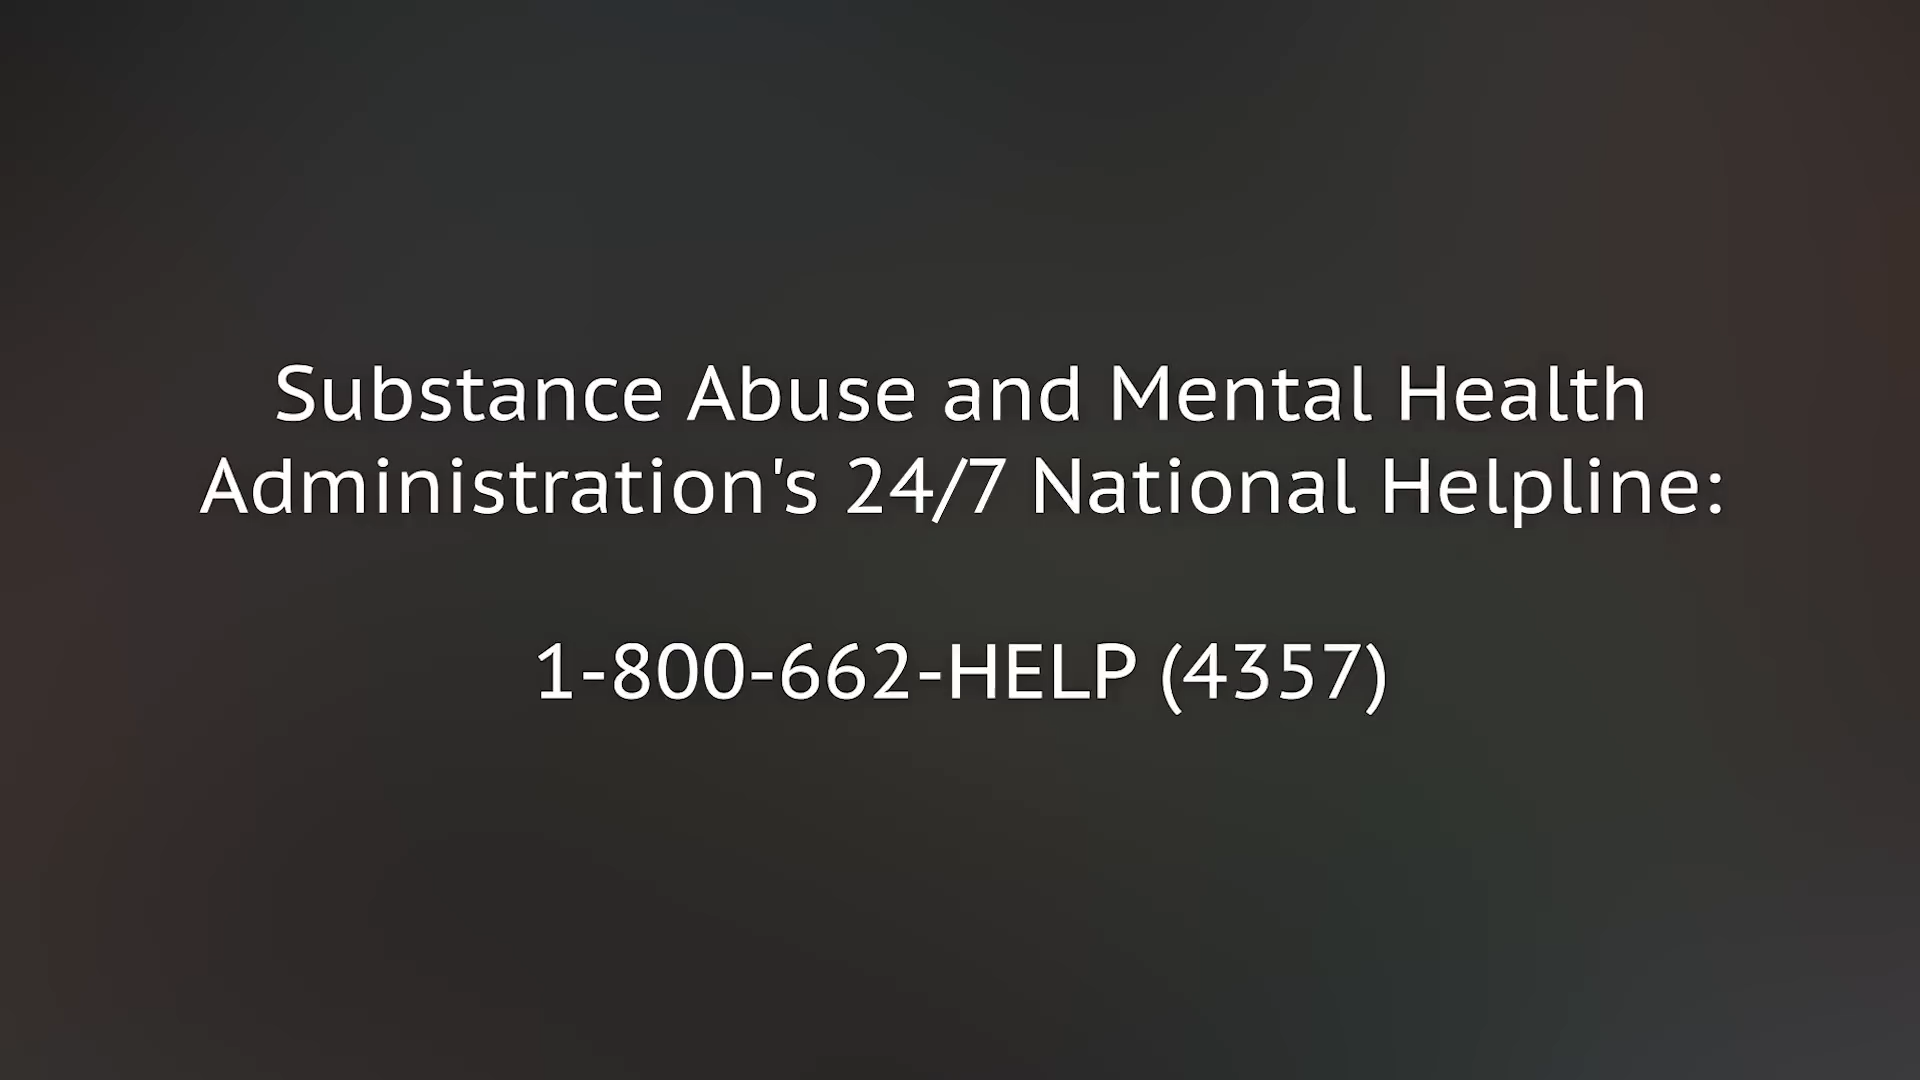 Substance Abuse and Mental Health
Administration's 24/7 National Helpline:
1-800-662-HELP (4357)